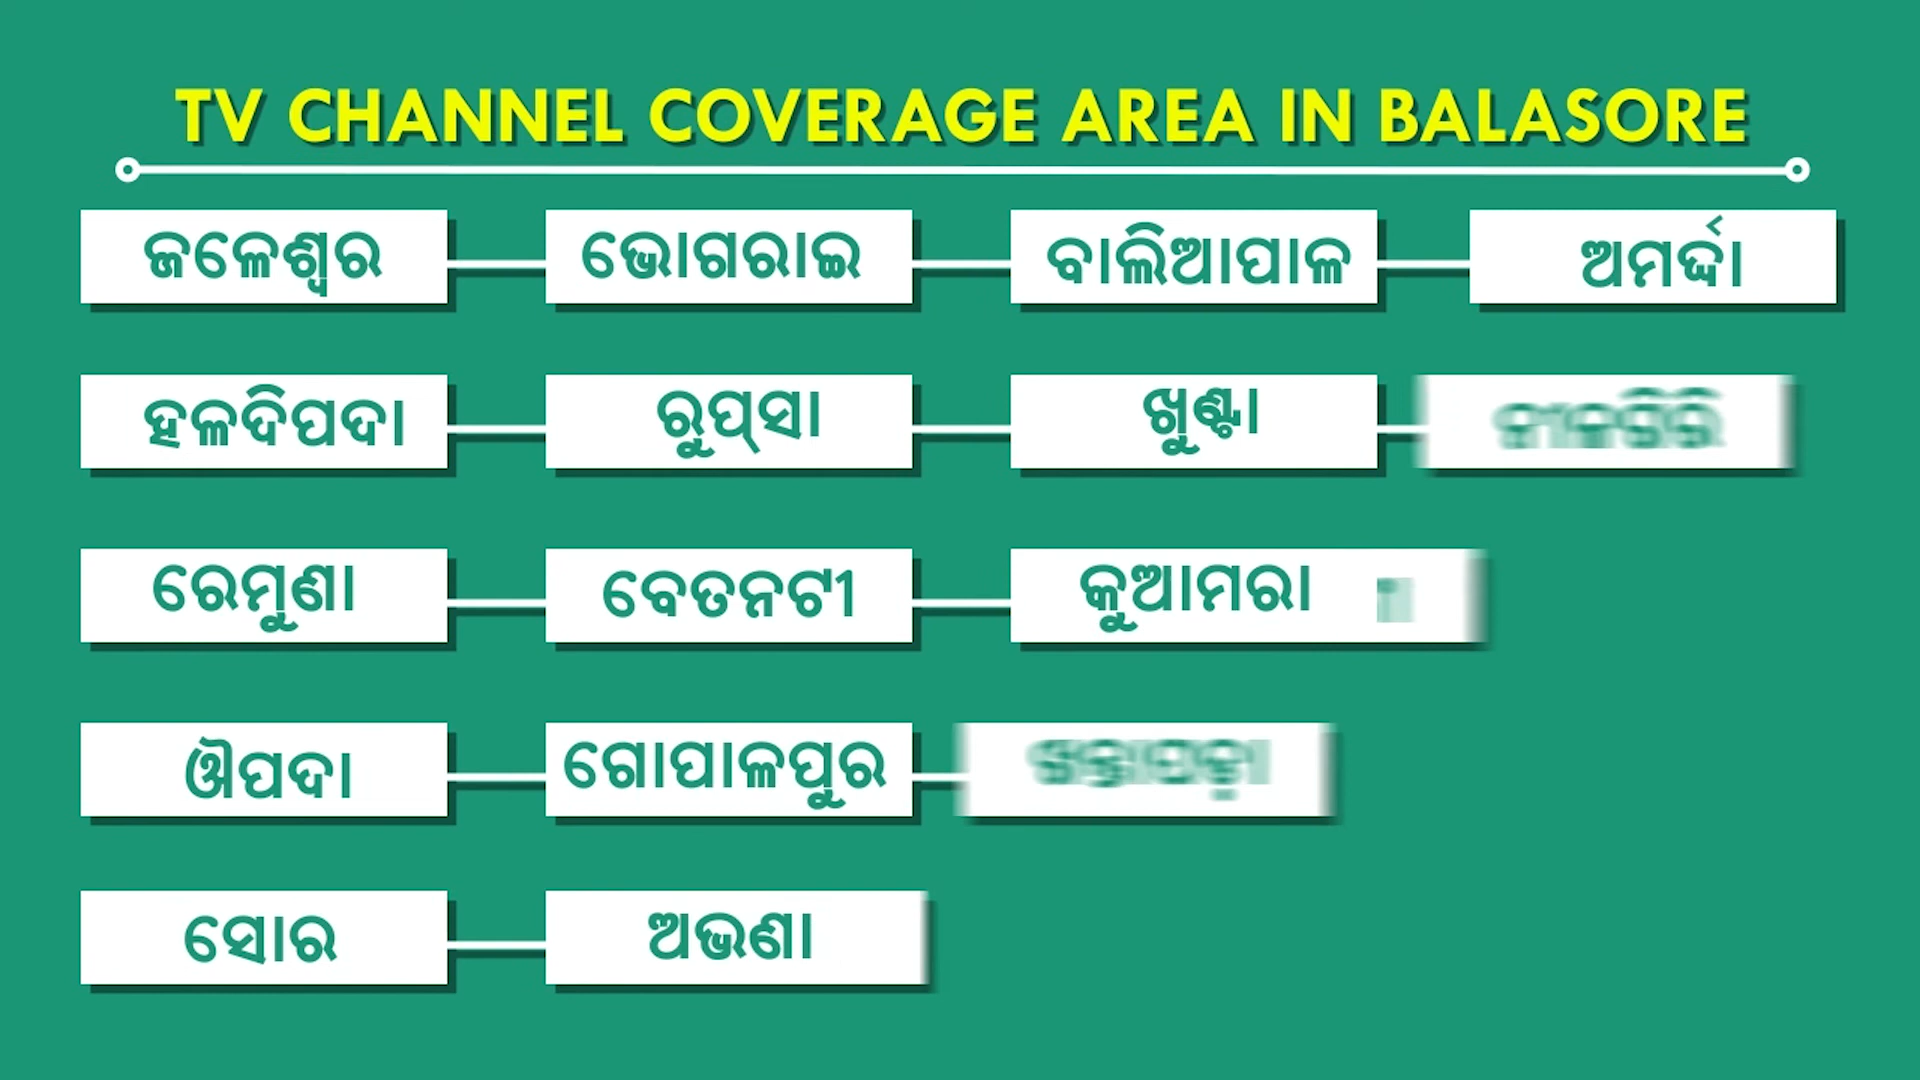 TV CHANNEL COVERAGE AREA IN BALASORE
ଜଳେଶ୍ୱର ଭୋଗରାଇ ବାଲିଆପାଳ ଅମର୍ଦ୍ଦା
ହଳଦିପଦା ରୁପ୍‌ସା ଖୁଣ୍ଟା
ରେମୁଣା ବେତନଟୀ କୁଆମରା
ଔପଦା ଗୋପାଳପୁର
ସୋର ଅଭଣା